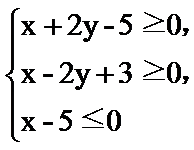 x + 2y - 5 ≥0,
x - 2y + 3 ≥0,
x - 5 ≤0